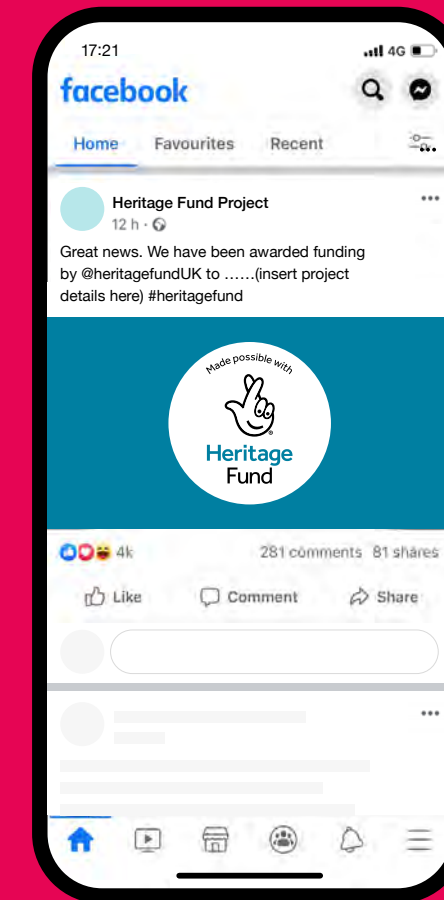 17:21
4G
facebook
Home Favourites Recent
Heritage Fund Project
12 h ·
Great news. We have been awarded funding
by @heritagefundUK to ……(insert project
details here) #heritagefund
Made possible with
Heritage
Fund
4k 281 comments 81 shares
Like Comment Share